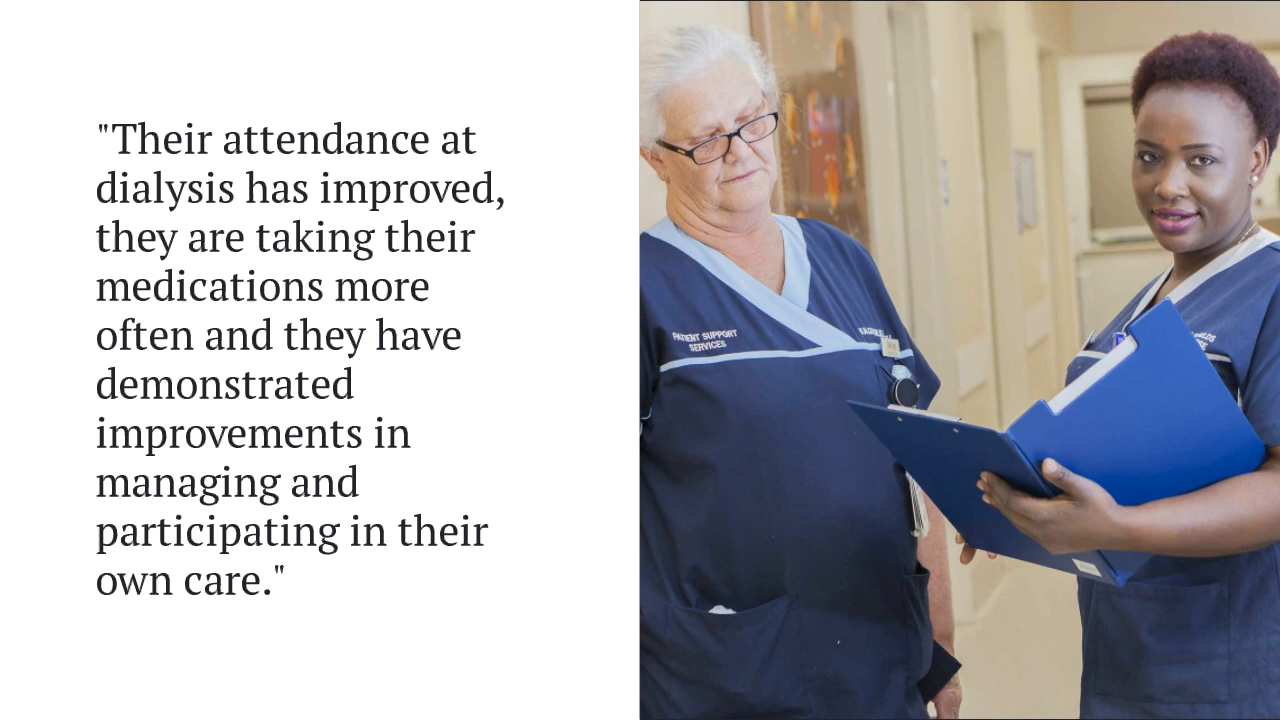 "Their attendance at
dialysis has improved,
they are taking their
medications more
often and they have
demonstrated
improvements in
managing and
participating in their
own care."
PATIENT SUPPORT
SERVICES